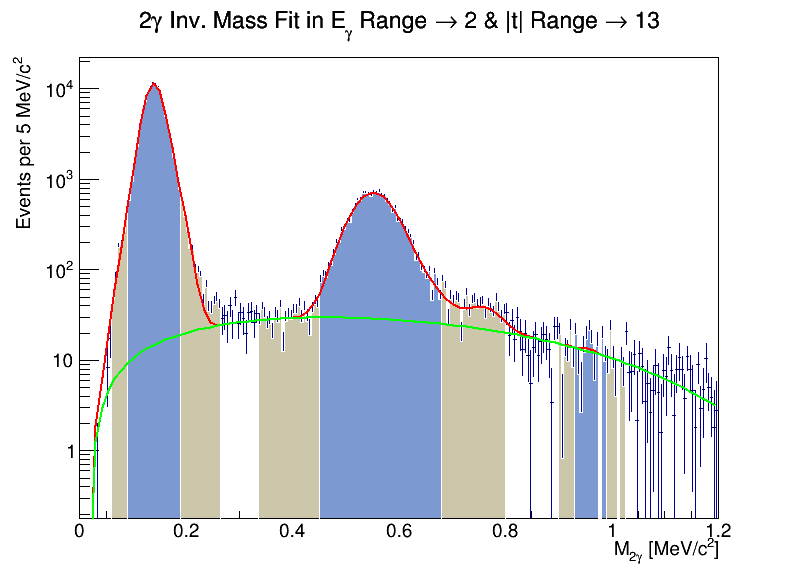 2γ Inv. Mass Fit in Eγ Range → 2 & |t| Range → 13
Events per 5 MeV/c²
10⁴
10³
10²
10
1
0 0.2 0.4 0.6 0.8 1 1.2
M2γ [MeV/c²]